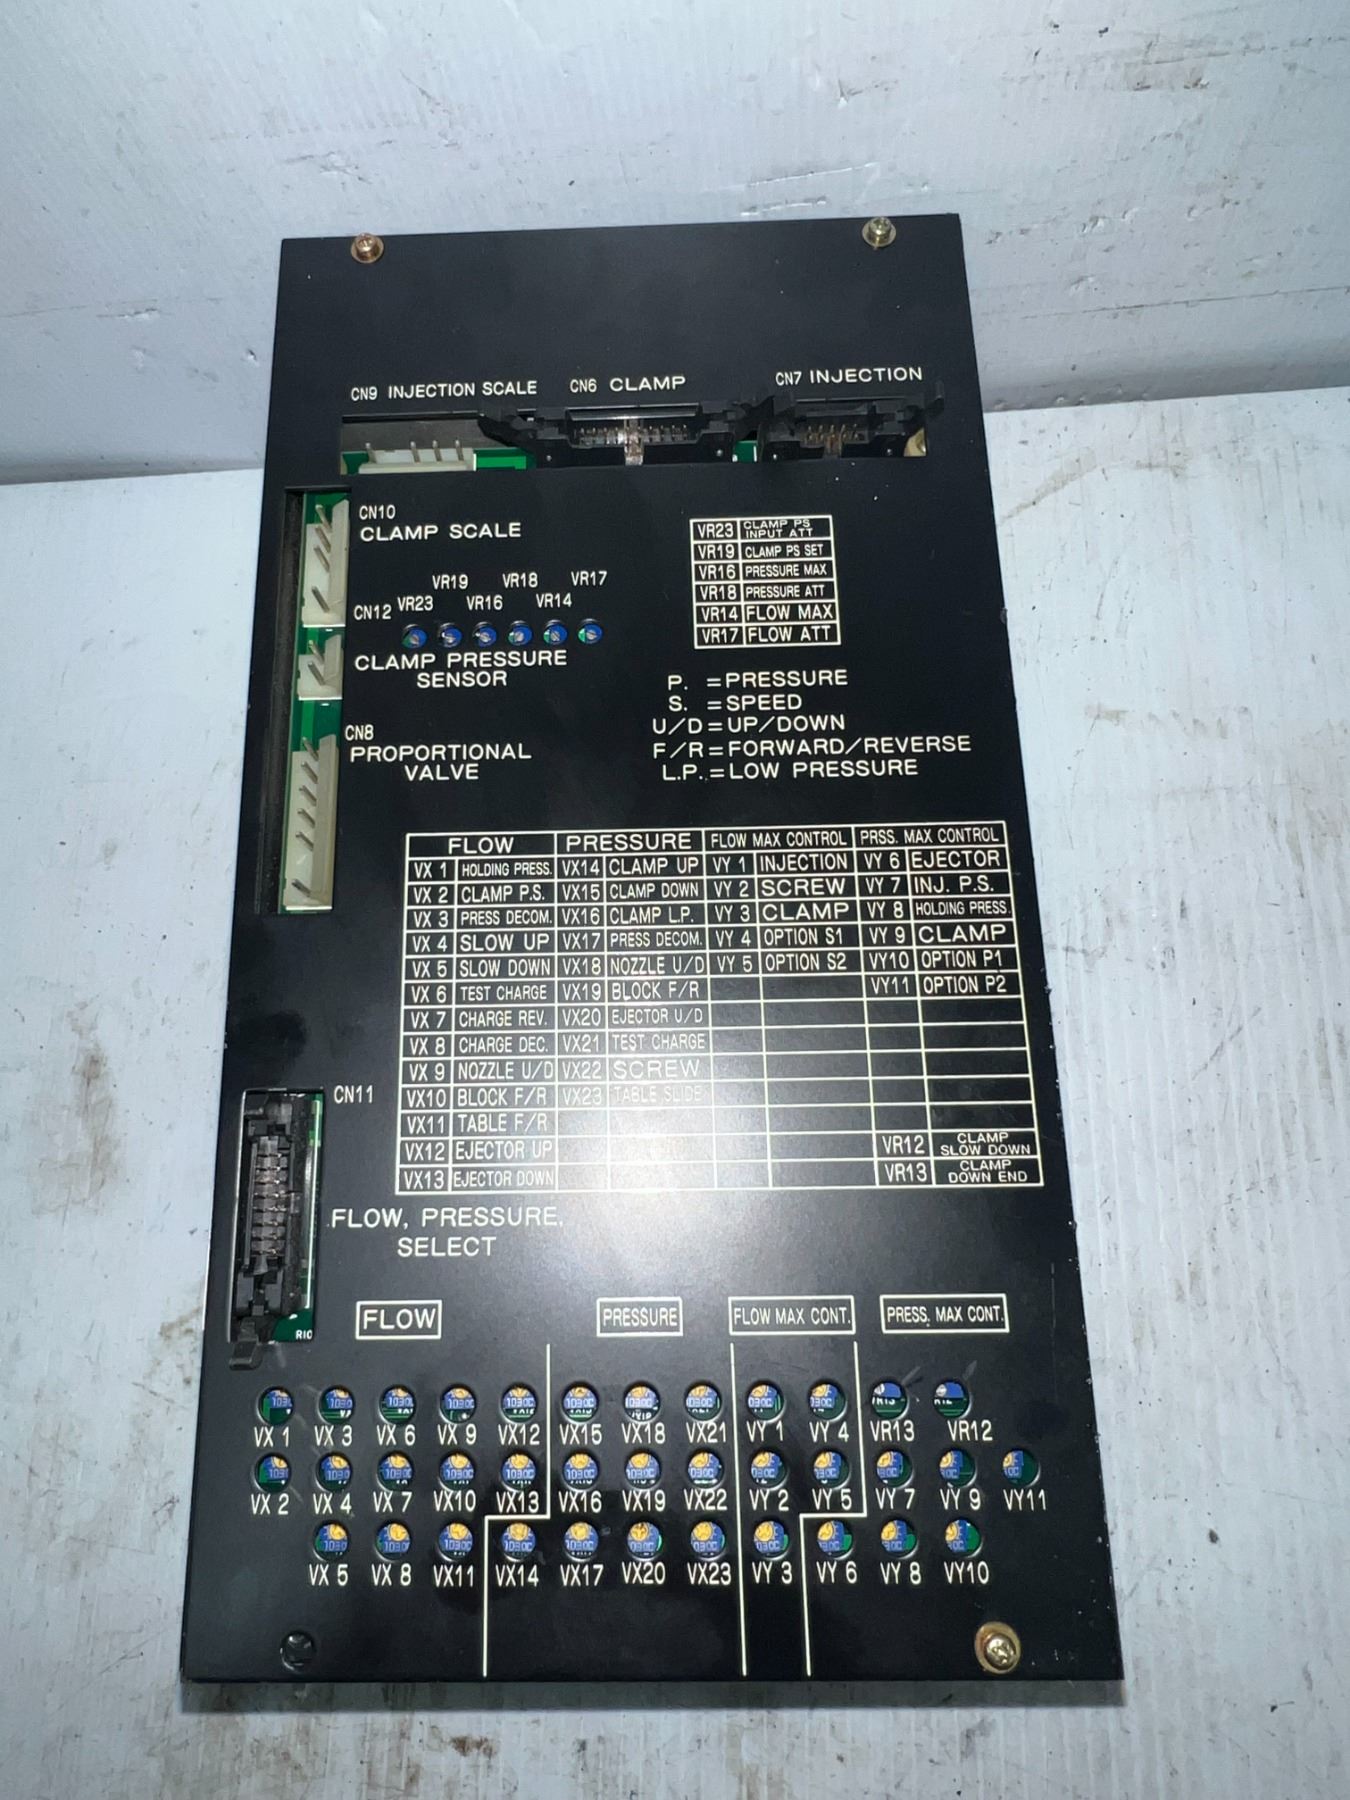 CN9 INJECTION SCALE CN6 CLAMP CN7 INJECTION
CN10
CLAMP SCALE
VR19 VR18 VR17
CN12 VR23 VR16 VR14
CLAMP PRESSURE
SENSOR
CN8
PROPORTIONAL
VALVE
VR23 CLAMP PS INPUT ATT
VR19 CLAMP PS SET
VR16 PRESSURE MAX
VR18 PRESSURE ATT
VR14 FLOW MAX
VR17 FLOW ATT
P. =PRESSURE
S. =SPEED
U/D=UP/DOWN
F/R=FORWARD/REVERSE
L.P.=LOW PRESSURE
FLOW PRESSURE FLOW MAX CONTROL PRSS. MAX CONTROL
VX 1 HOLDING PRESS. VX14 CLAMP UP VY 1 INJECTION VY 6 EJECTOR
VX 2 CLAMP P.S. VX15 CLAMP DOWN VY 2 SCREW VY 7 INJ. P.S.
VX 3 PRESS DECOM. VX16 CLAMP L.P. VY 3 CLAMP VY 8 HOLDING PRESS.
VX 4 SLOW UP VX17 PRESS DECOM. VY 4 OPTION S1 VY 9 CLAMP
VX 5 SLOW DOWN VX18 NOZZLE U/D VY 5 OPTION S2 VY10 OPTION P1
VX 6 TEST CHARGE VX19 BLOCK F/R VY11 OPTION P2
VX 7 CHARGE REV. VX20 EJECTOR U/D
VX 8 CHARGE DEC. VX21 TEST CHARGE
VX 9 NOZZLE U/D VX22 SCREW
VX10 BLOCK F/R VX23 TABLE SLIDE
VX11 TABLE F/R
VX12 EJECTOR UP VR12 CLAMP SLOW DOWN
VX13 EJECTOR DOWN VR13 CLAMP DOWN END
CN11
FLOW, PRESSURE,
SELECT
FLOW PRESSURE FLOW MAX CONT. PRESS. MAX CONT.
VX 1 VX 3 VX 6 VX 9 VX12 VX15 VX18 VX21 VY 1 VY 4 VR13 VR12
VX 2 VX 4 VX 7 VX10 VX13 VX16 VX19 VX22 VY 2 VY 5 VY 7 VY 9 VY11
VX 5 VX 8 VX11 VX14 VX17 VX20 VX23 VY 3 VY 6 VY 8 VY10